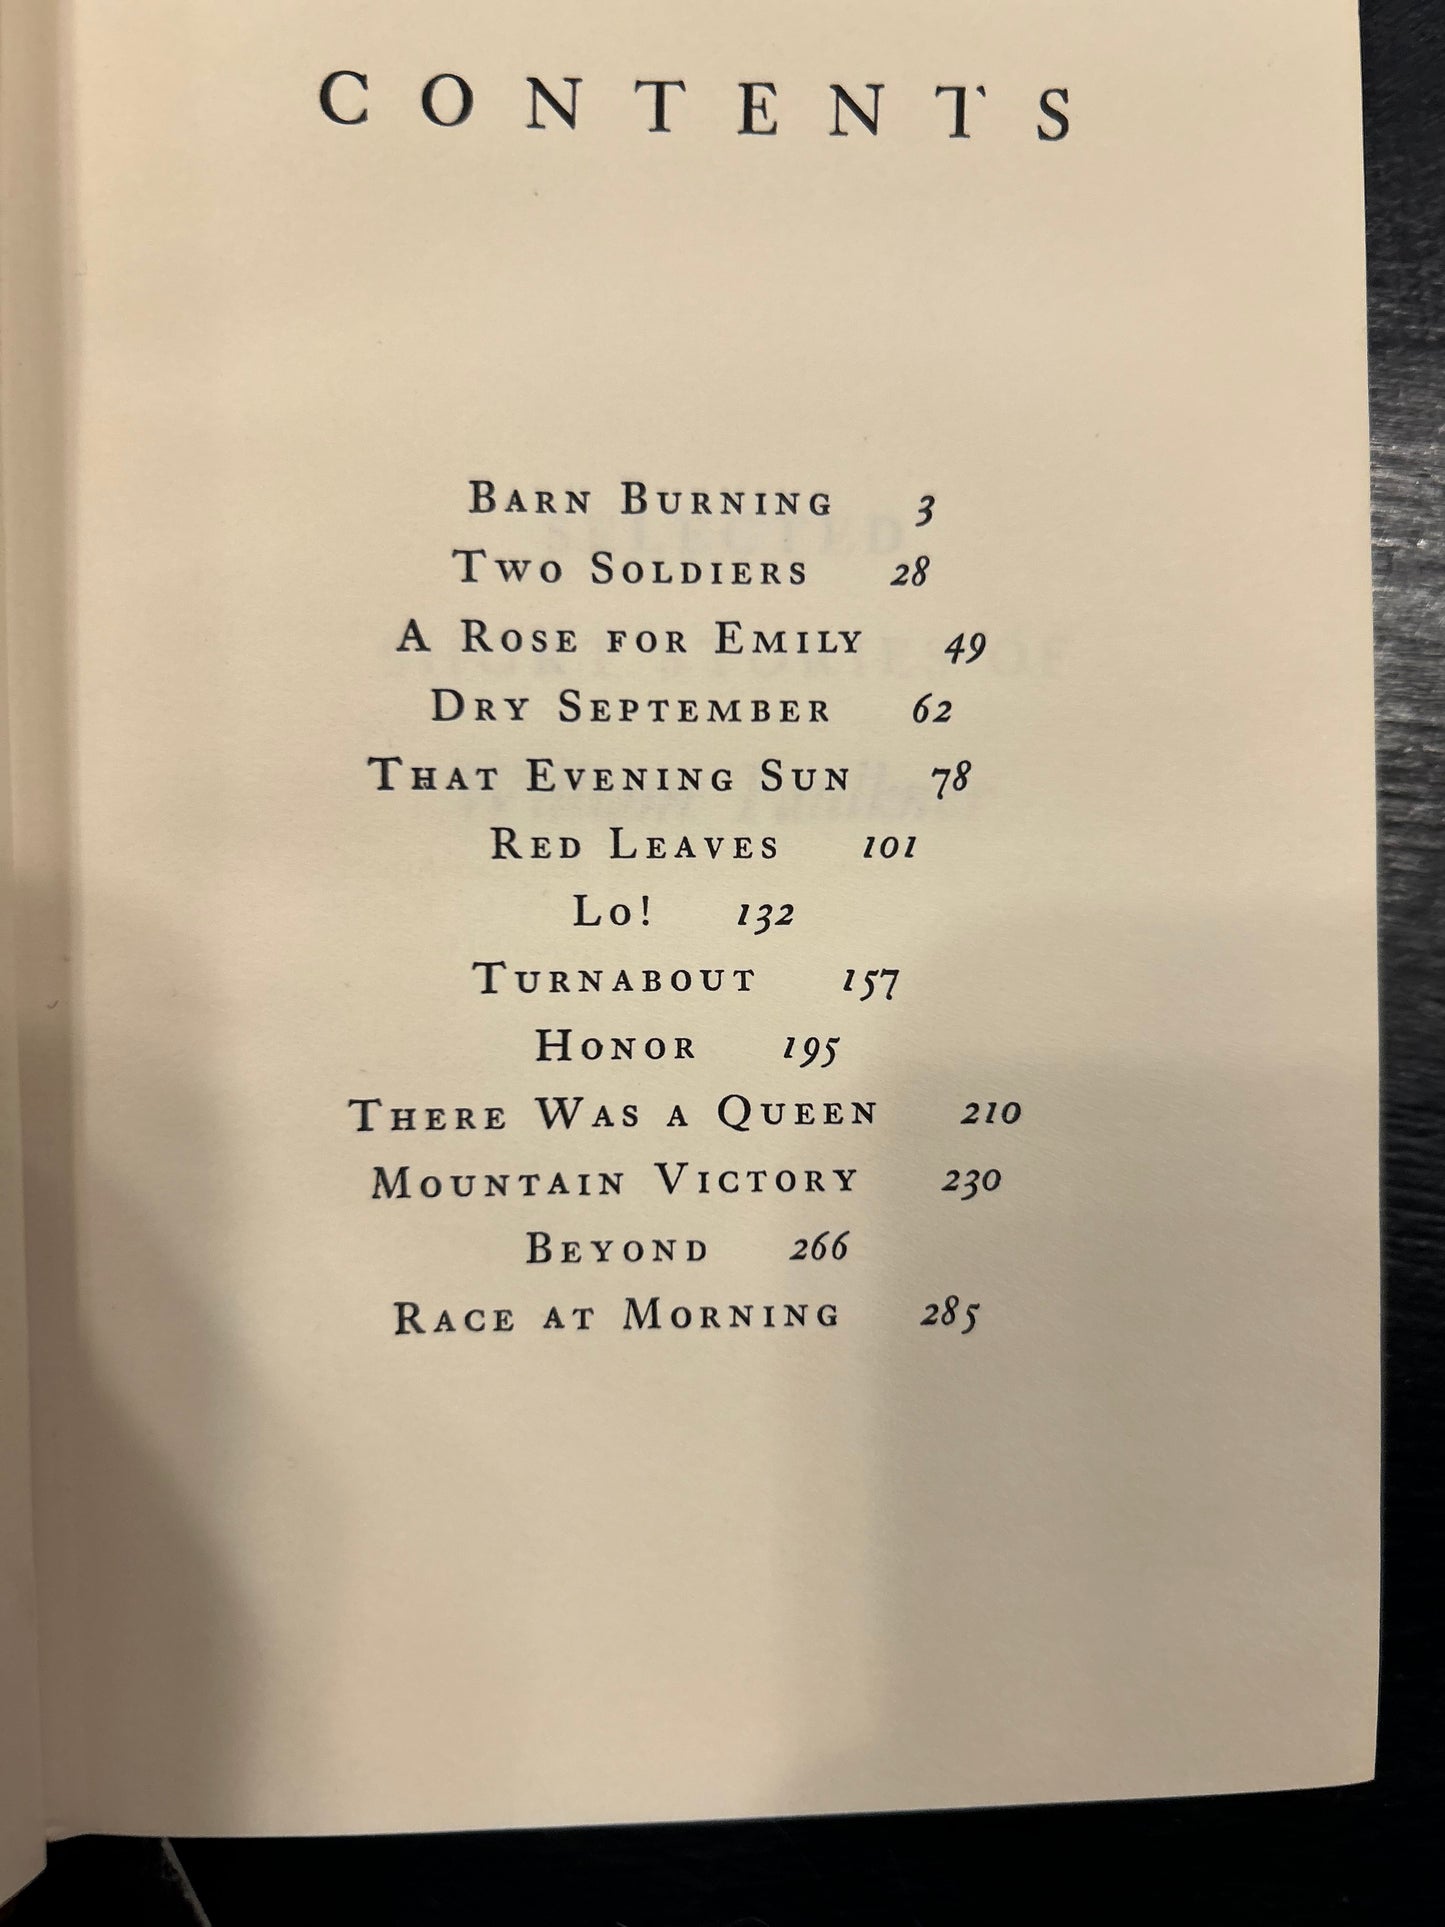 CONTENTS
BARN BURNING 3
TWO SOLDIERS 28
A ROSE FOR EMILY 49
DRY SEPTEMBER 62
THAT EVENING SUN 78
RED LEAVES 101
LO! 132
TURNABOUT 157
HONOR 195
THERE WAS A QUEEN 210
MOUNTAIN VICTORY 230
BEYOND 266
RACE AT MORNING 285